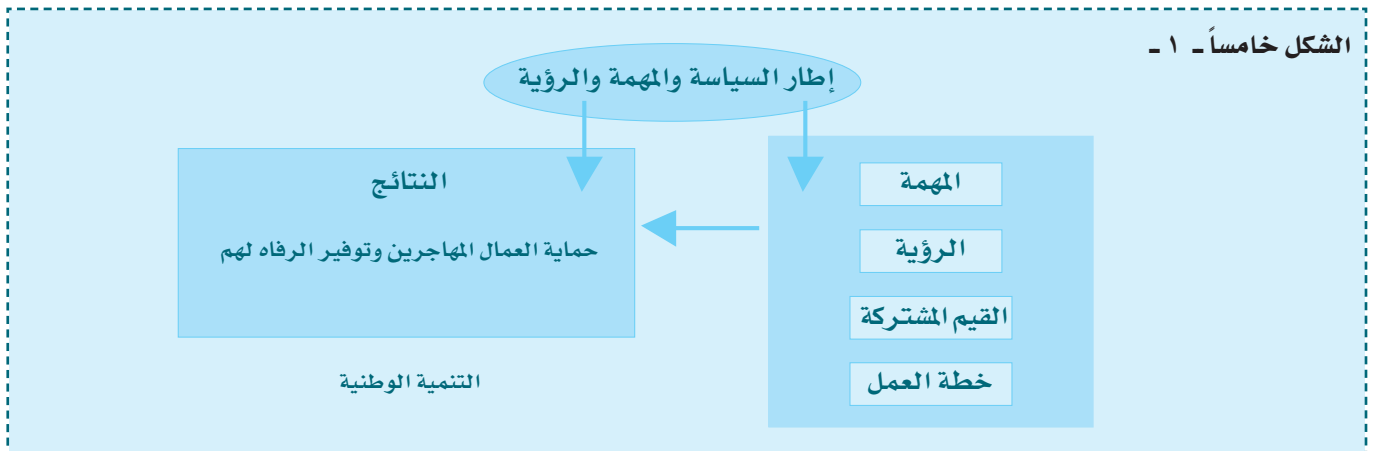 الشكل خامساً ـ ١ ـ
إطار السياسة والمهمة والرؤية
المهمة
الرؤية
القيم المشتركة
خطة العمل
النتائج
حماية العمال المهاجرين وتوفير الرفاه لهم
التنمية الوطنية